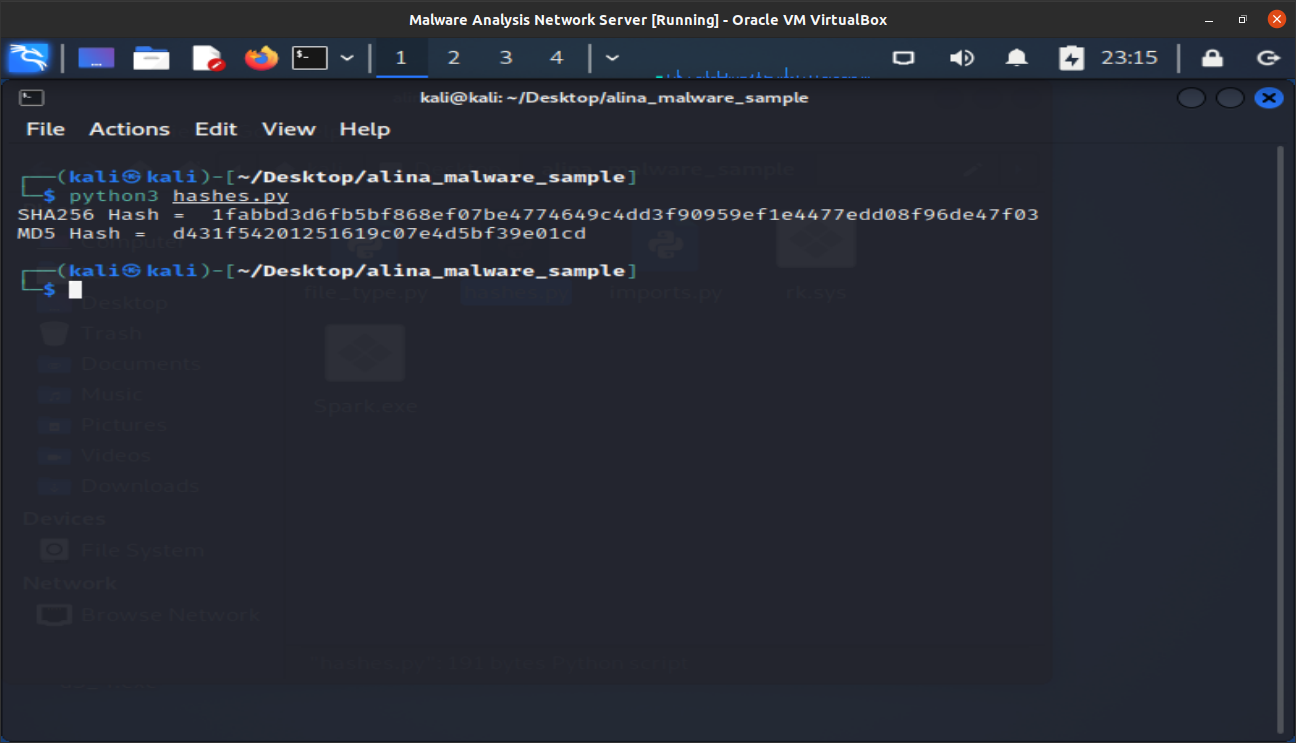 Malware Analysis Network Server [Running] - Oracle VM VirtualBox
1 2 3 4 23:15
kali@kali: ~/Desktop/alina_malware_sample
File Actions Edit View Help
(kali㉿kali)-[~/Desktop/alina_malware_sample]
$ python3 hashes.py
SHA256 Hash = 1fabbd3d6fb5bf868ef07be4774649c4dd3f90959ef1e4477edd08f96de47f03
MD5 Hash = d431f54201251619c07e4d5bf39e01cd
(kali㉿kali)-[~/Desktop/alina_malware_sample]
$
file_type.py hashes.py imports.py rk.sys
Desktop
Trash
Documents
Music
Spark.exe
Pictures
Videos
Downloads
Devices
File System
Network
Browse Network
"hashes.py": 191 bytes Python script